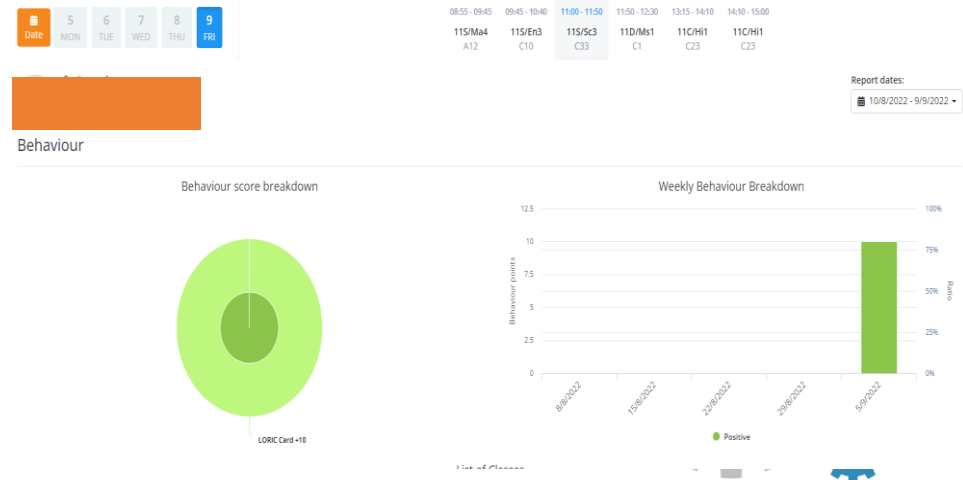 Date
5 MON
6 TUE
7 WED
8 THU
9 FRI
08:55 - 09:45 09:45 - 10:40 11:00 - 11:50 11:50 - 12:30 13:15 - 14:10 14:10 - 15:00
11S/Ma4 11S/En3 11S/Sc3 11D/Ms1 11C/Hi1 11C/Hi1
A12 C10 C33 C1 C23 C23
Report dates:
10/8/2022 - 9/9/2022
Behaviour
Behaviour score breakdown
LORIC Card +10
Weekly Behaviour Breakdown
Behaviour points
12.5
10
7.5
5
2.5
0
100%
75%
50%
25%
0%
Ratio
8/8/2022 15/8/2022 22/8/2022 29/8/2022 5/9/2022
Positive
List of Classes